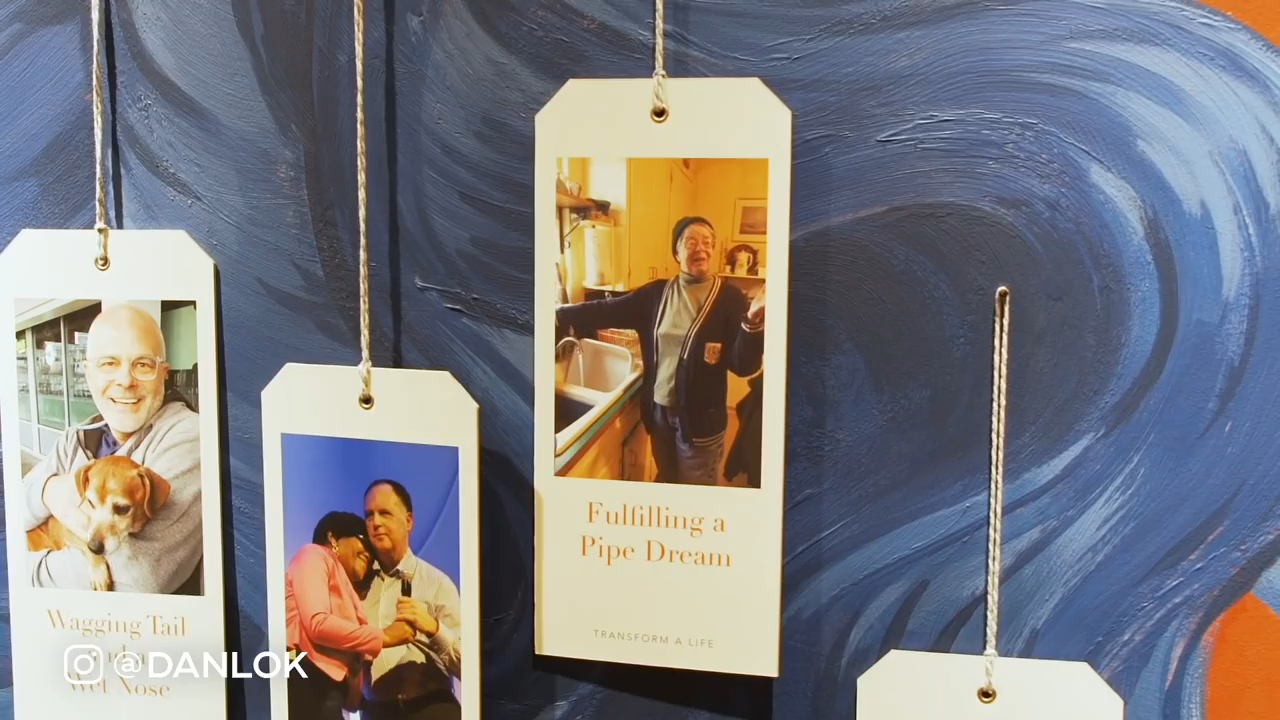 Fulfilling a
Pipe Dream
TRANSFORM A LIFE
Wagging Tail
Wet Nose
@DANLOK